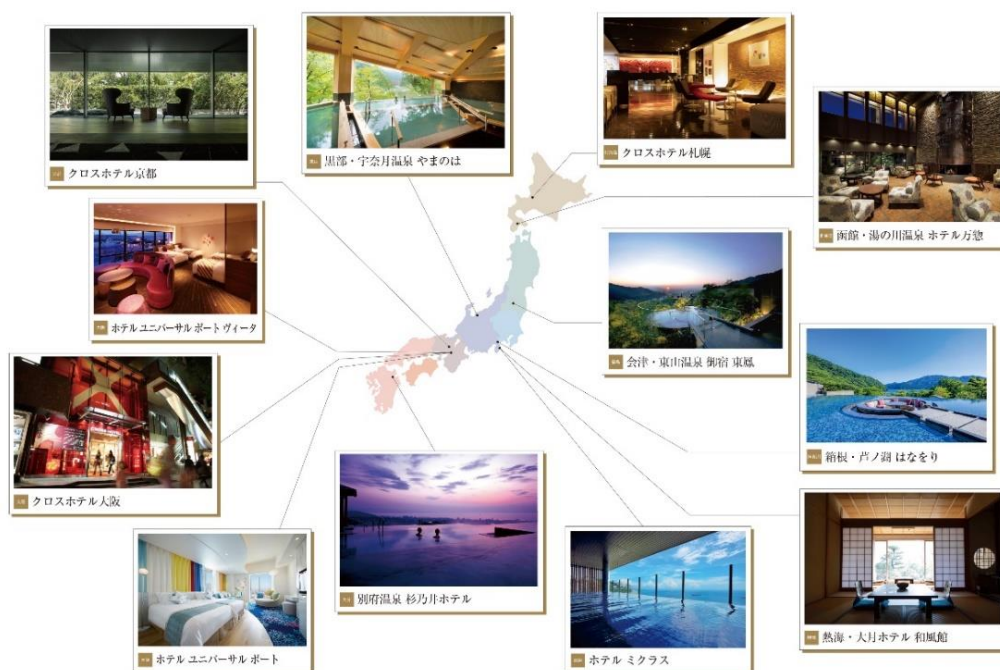 クロスホテル京都
黒部・宇奈月温泉 やまのは
クロスホテル札幌
函館・湯の川温泉 ホテル万惣
ホテル ユニバーサル ポート ヴィータ
会津・東山温泉 御宿 東鳳
箱根・芦ノ湖 はなをり
クロスホテル大阪
別府温泉 杉乃井ホテル
熱海・大月ホテル 和風館
ホテル ユニバーサル ポート
ホテル ミクラス